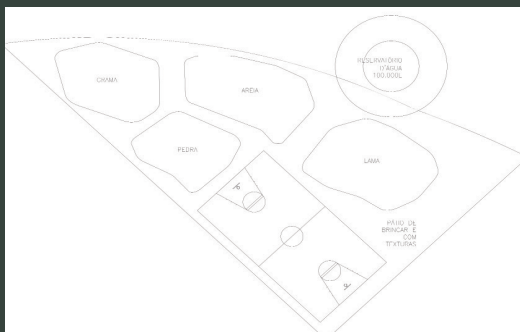 RESERVATÓRIO
D'ÁGUA
100.000L
GRAMA
AREIA
PEDRA
LAMA
PÁTIO DE
BRINCAR E
COM
TEXTURAS